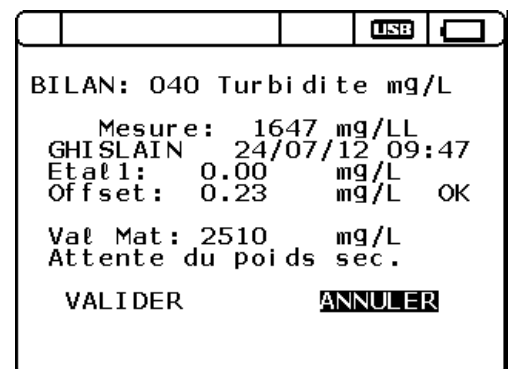 USB
BILAN: 040 Turbidite mg/L
Mesure: 1647 mg/LL
GHISLAIN 24/07/12 09:47
Etal1: 0.00 mg/L
Offset: 0.23 mg/L OK
Val Mat: 2510 mg/L
Attente du poids sec.
VALIDER ANNULER